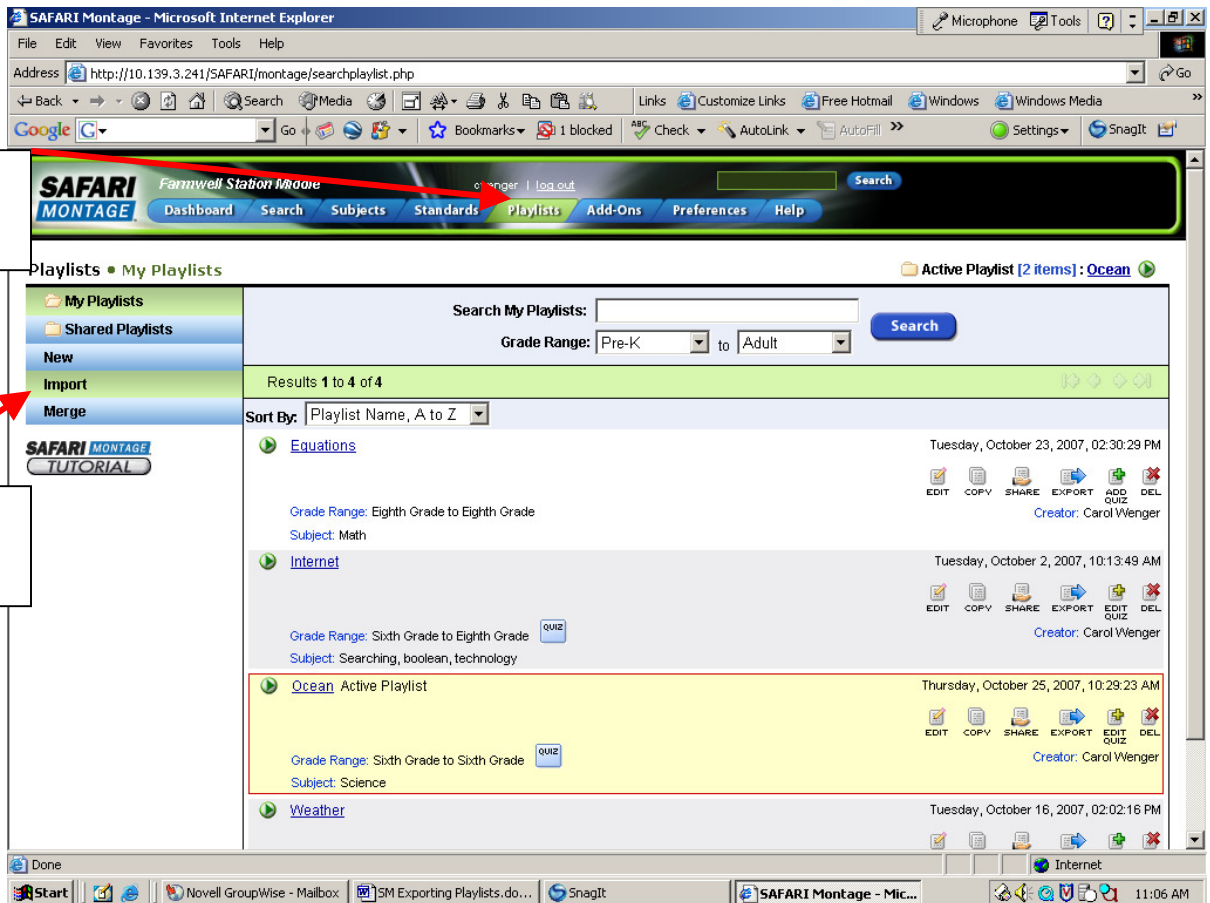 SAFARI Montage - Microsoft Internet Explorer
Microphone Tools
File Edit View Favorites Tools Help
Address http://10.139.3.241/SAFARI/montage/searchplaylist.php Go
Back Search Media Links Customize Links Free Hotmail Windows Windows Media »
Google G Go Bookmarks 1 blocked ABC Check AutoLink AutoFill » Settings SnagIt
SAFARI MONTAGE
Farmwell Station Middle
| log out
Search
Dashboard Search Subjects Standards Playlists Add-Ons Preferences Help
Playlists • My Playlists
Active Playlist [2 items] : Ocean
My Playlists
Shared Playlists
New
Import
Merge
SAFARI MONTAGE
TUTORIAL
Search My Playlists:
Grade Range: Pre-K to Adult
Search
Results 1 to 4 of 4
Sort By: Playlist Name, A to Z
Equations
Tuesday, October 23, 2007, 02:30:29 PM
EDIT COPY SHARE EXPORT ADD QUIZ DEL
Grade Range: Eighth Grade to Eighth Grade
Creator: Carol Wenger
Subject: Math
Internet
Tuesday, October 2, 2007, 10:13:49 AM
EDIT COPY SHARE EXPORT EDIT QUIZ DEL
Grade Range: Sixth Grade to Eighth Grade QUIZ
Creator: Carol Wenger
Subject: Searching, boolean, technology
Ocean Active Playlist
Thursday, October 25, 2007, 10:29:23 AM
EDIT COPY SHARE EXPORT EDIT QUIZ DEL
Grade Range: Sixth Grade to Sixth Grade QUIZ
Creator: Carol Wenger
Subject: Science
Weather
Tuesday, October 16, 2007, 02:02:16 PM
Done
Internet
Start Novell GroupWise - Mailbox SM Exporting Playlists.do... SnagIt SAFARI Montage - Mic... 11:06 AM